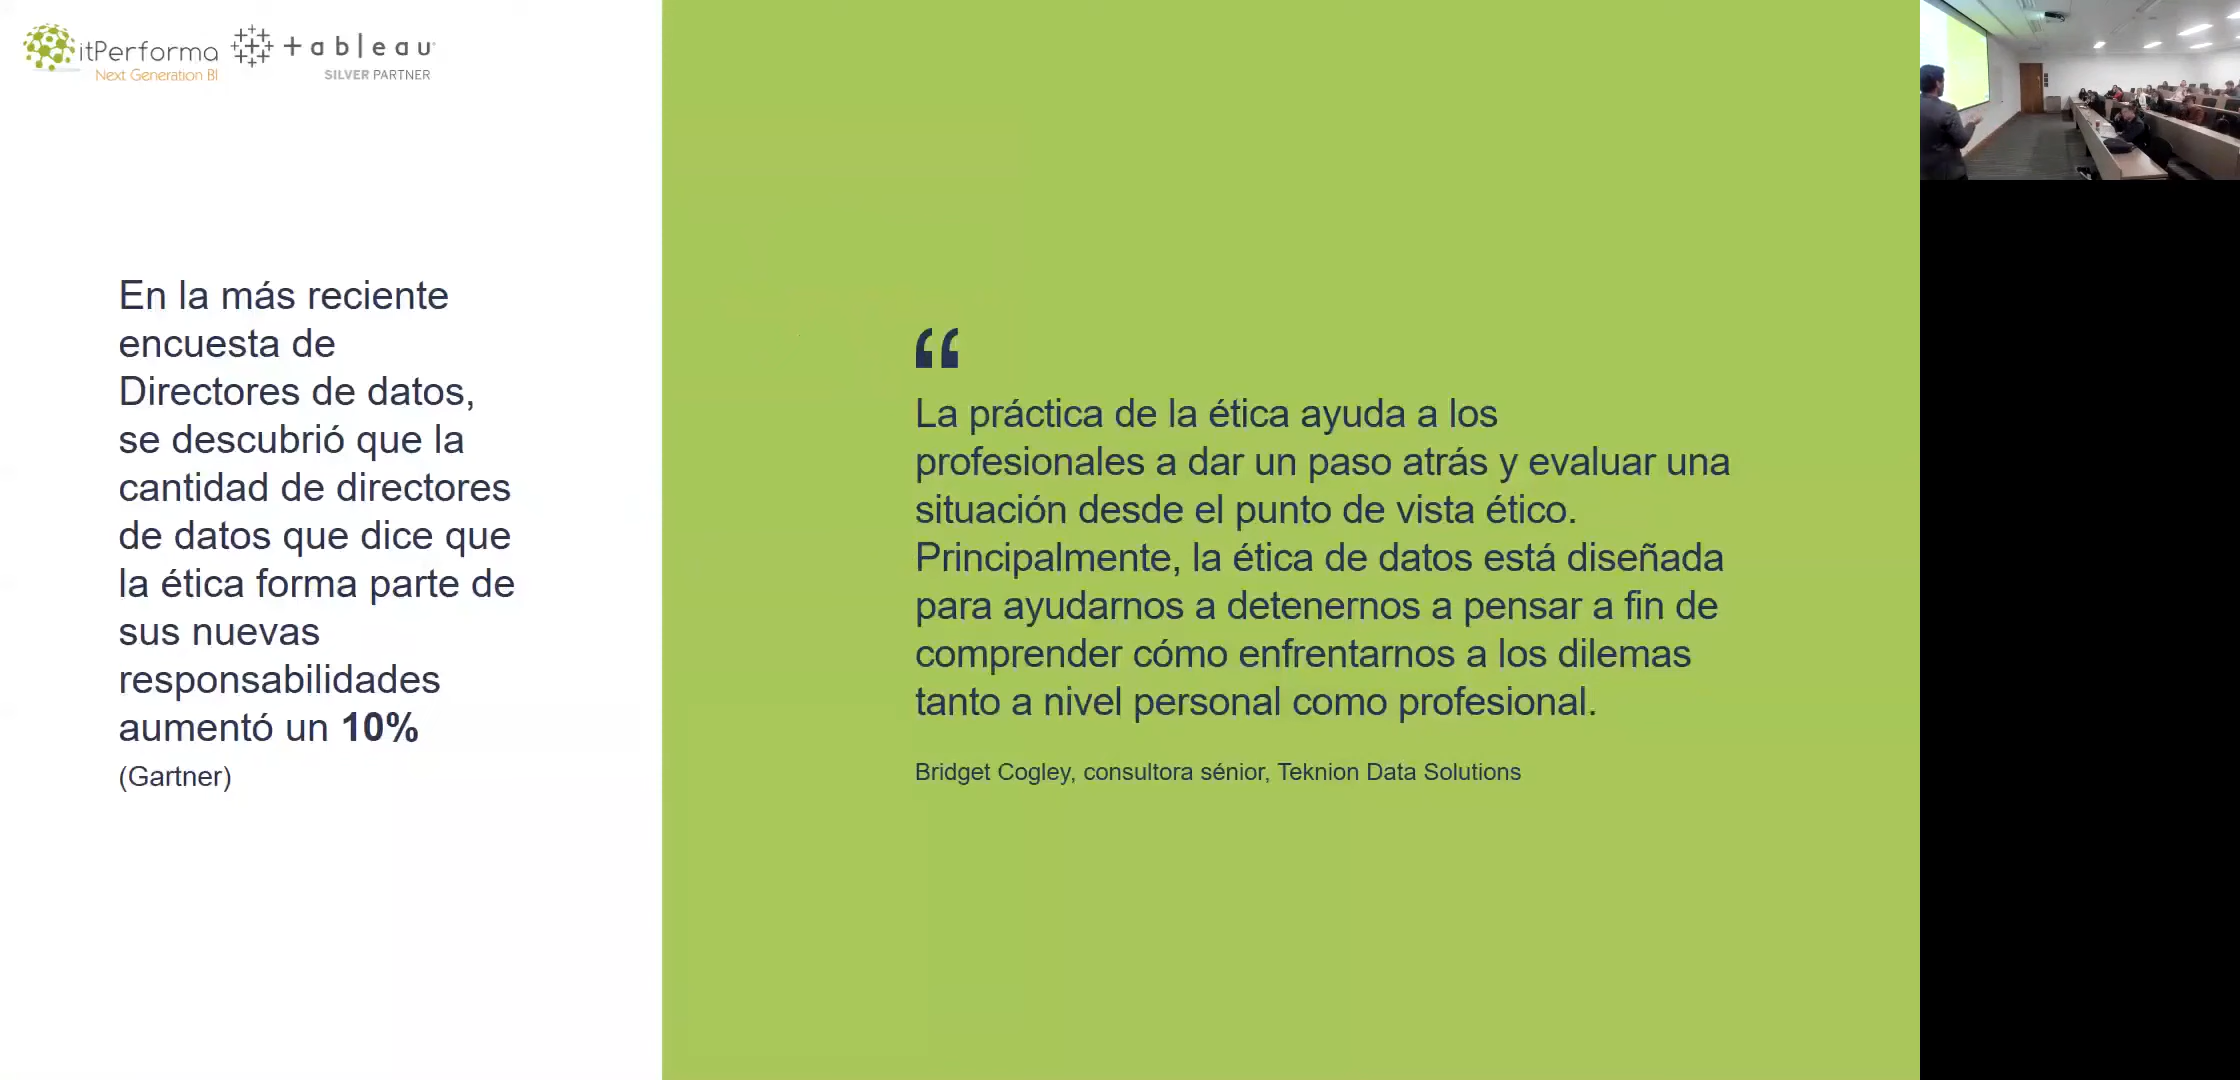 itPerforma
Next Generation BI
+ableau
SILVER PARTNER
En la más reciente
encuesta de
Directores de datos,
se descubrió que la
cantidad de directores
de datos que dice que
la ética forma parte de
sus nuevas
responsabilidades
aumentó un 10%
(Gartner)
“
La práctica de la ética ayuda a los
profesionales a dar un paso atrás y evaluar una
situación desde el punto de vista ético.
Principalmente, la ética de datos está diseñada
para ayudarnos a detenernos a pensar a fin de
comprender cómo enfrentarnos a los dilemas
tanto a nivel personal como profesional.
Bridget Cogley, consultora sénior, Teknion Data Solutions